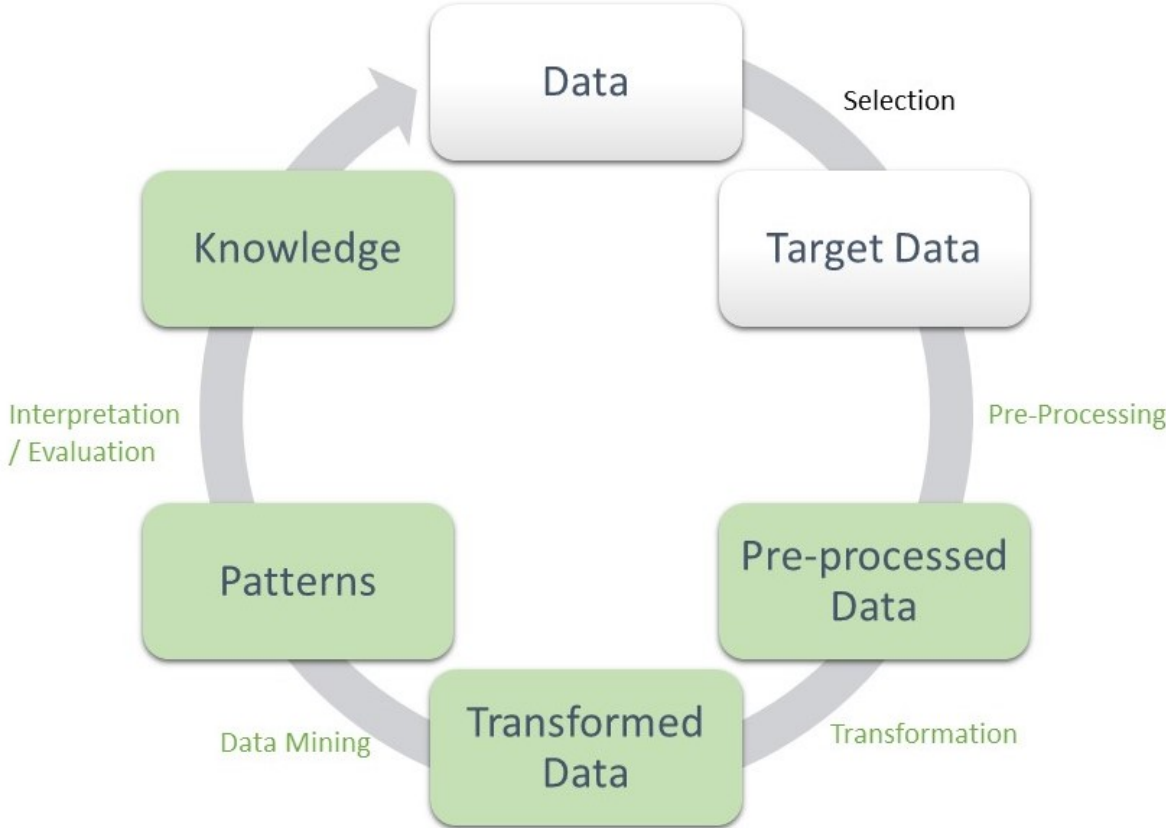 Data
Selection
Target Data
Pre-Processing
Pre-processed
Data
Transformation
Transformed
Data
Data Mining
Patterns
Interpretation
/ Evaluation
Knowledge